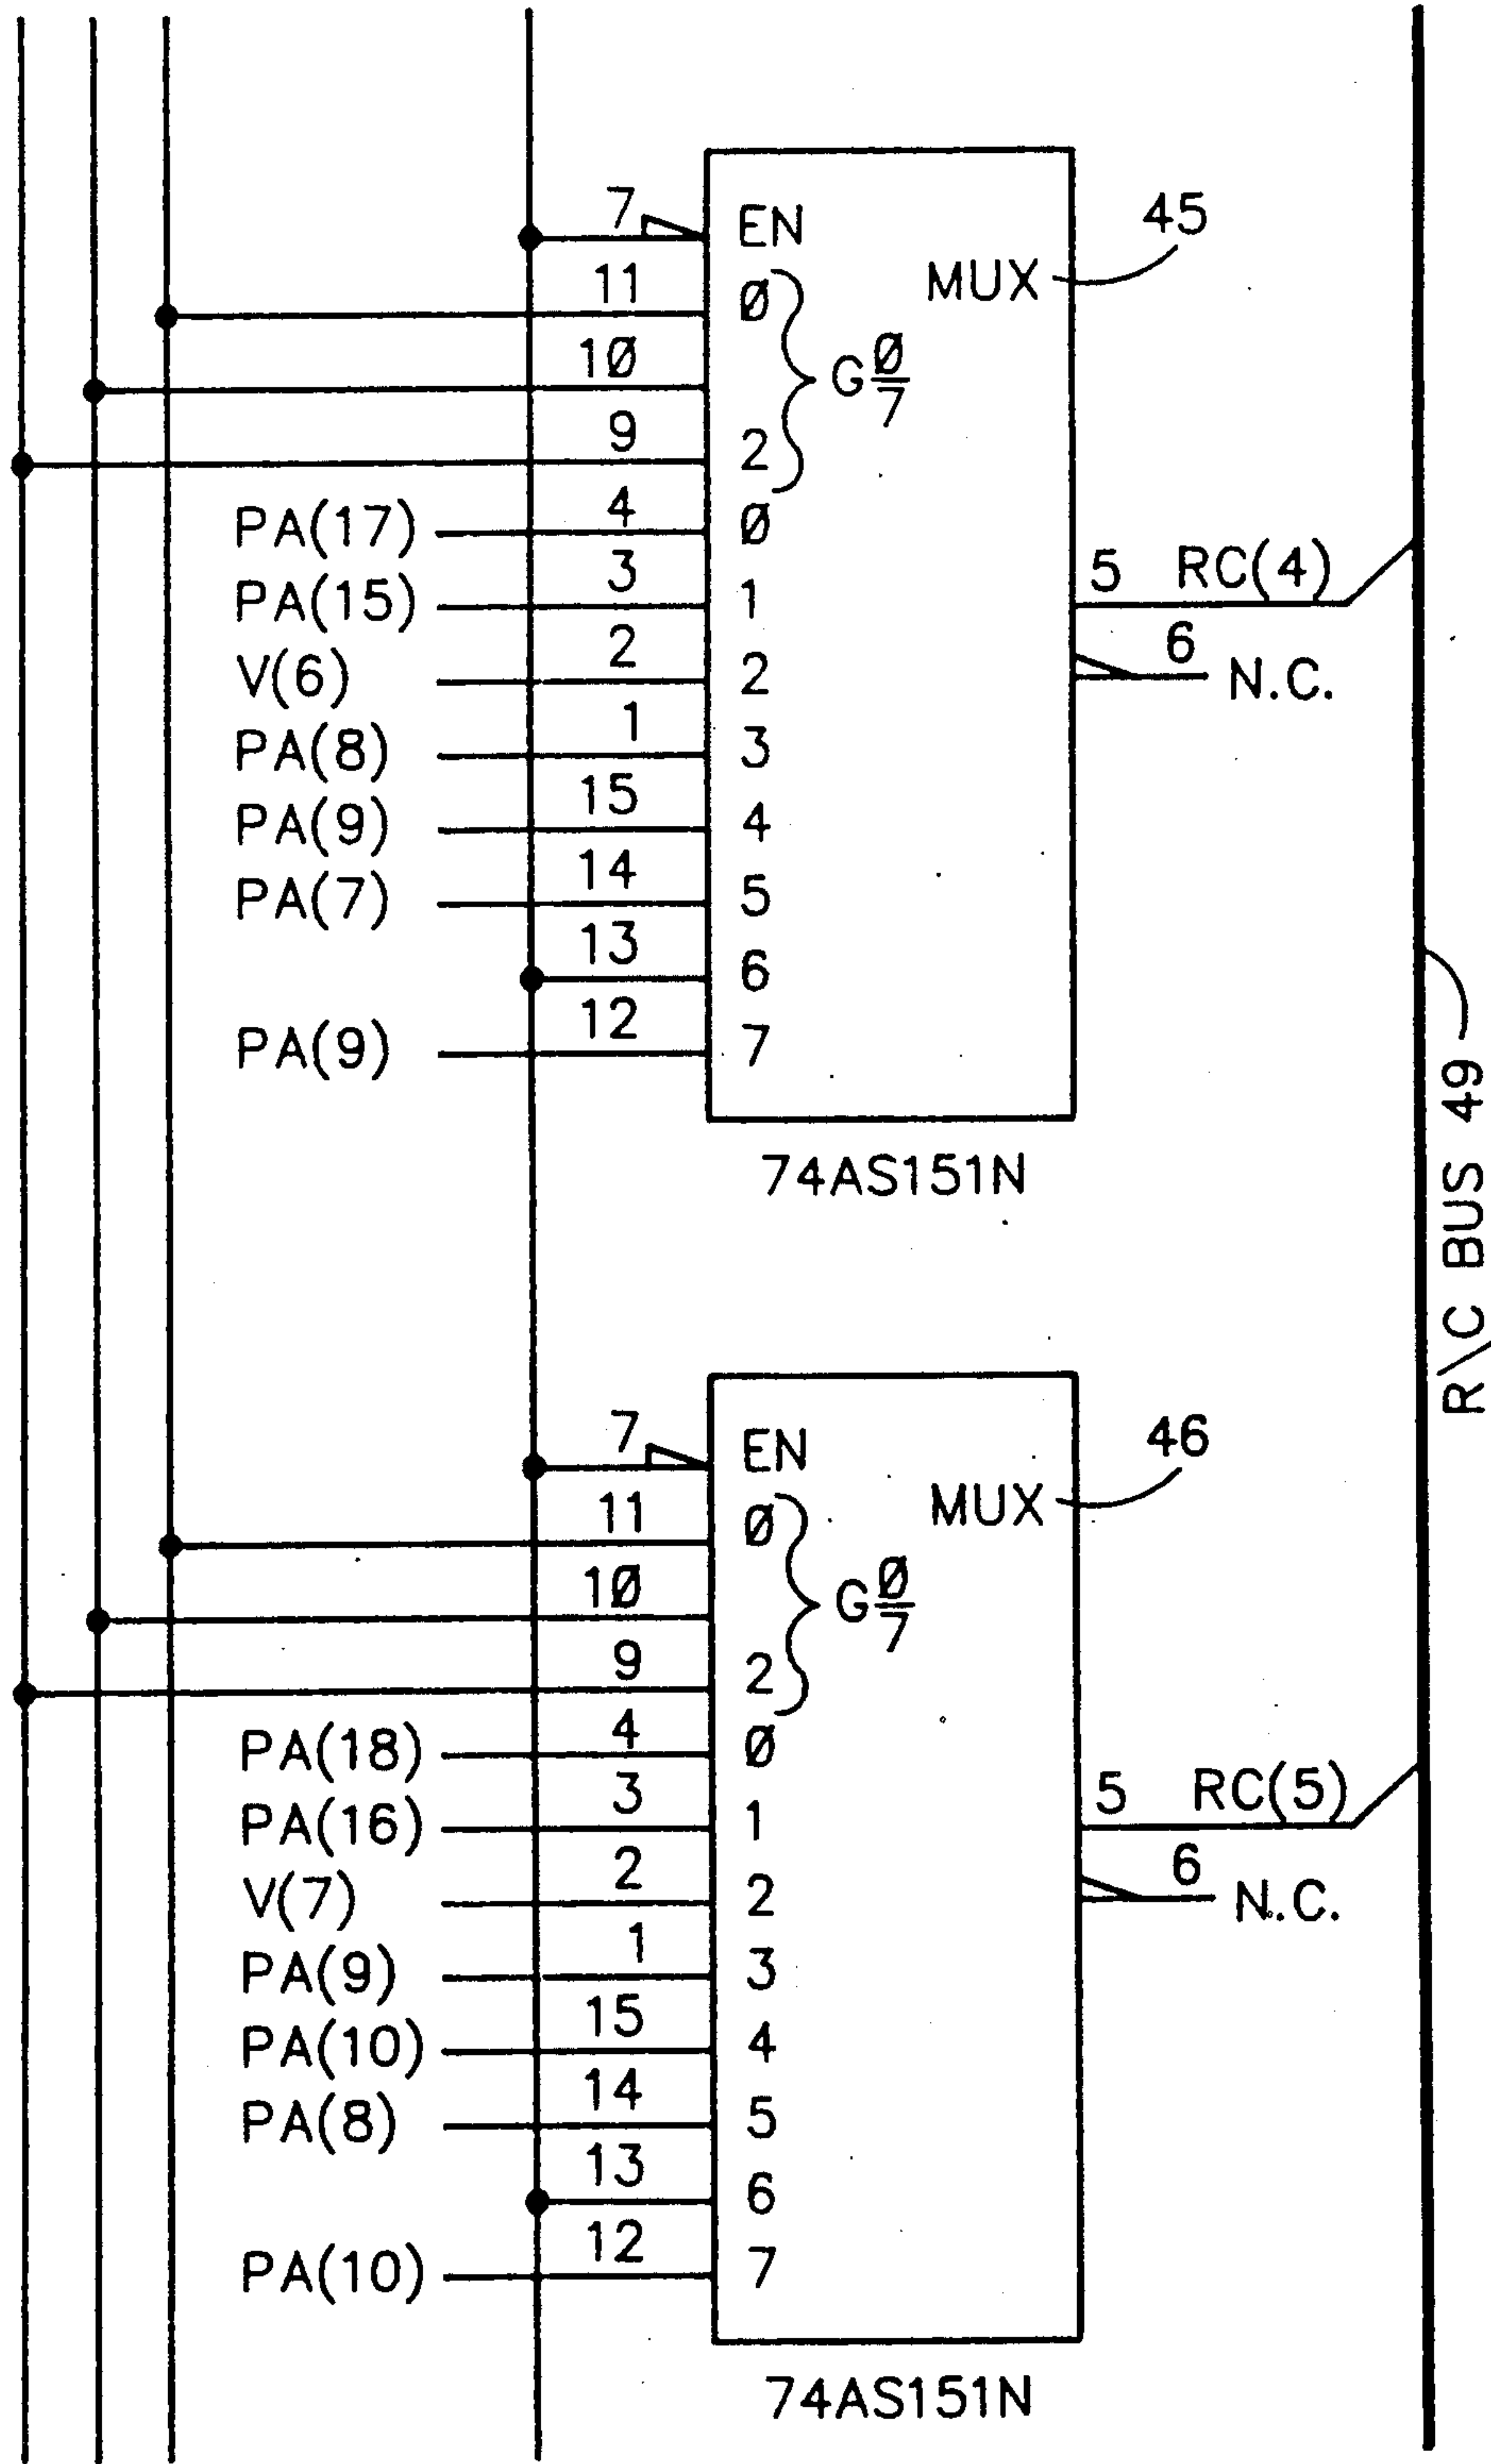 7 EN
45
MUX
11 Ø
1Ø
G Ø/7
9 2
PA(17) 4 Ø
PA(15) 3 1
5 RC(4)
V(6) 2 2
6 N.C.
PA(8) 1 3
PA(9) 15 4
PA(7) 14 5
13 6
PA(9) 12 7
74AS151N
R\C BUS 49
7 EN
46
MUX
11 Ø
1Ø
G Ø/7
9 2
PA(18) 4 Ø
PA(16) 3 1
5 RC(5)
V(7) 2 2
6 N.C.
PA(9) 1 3
PA(10) 15 4
PA(8) 14 5
13 6
PA(10) 12 7
74AS151N